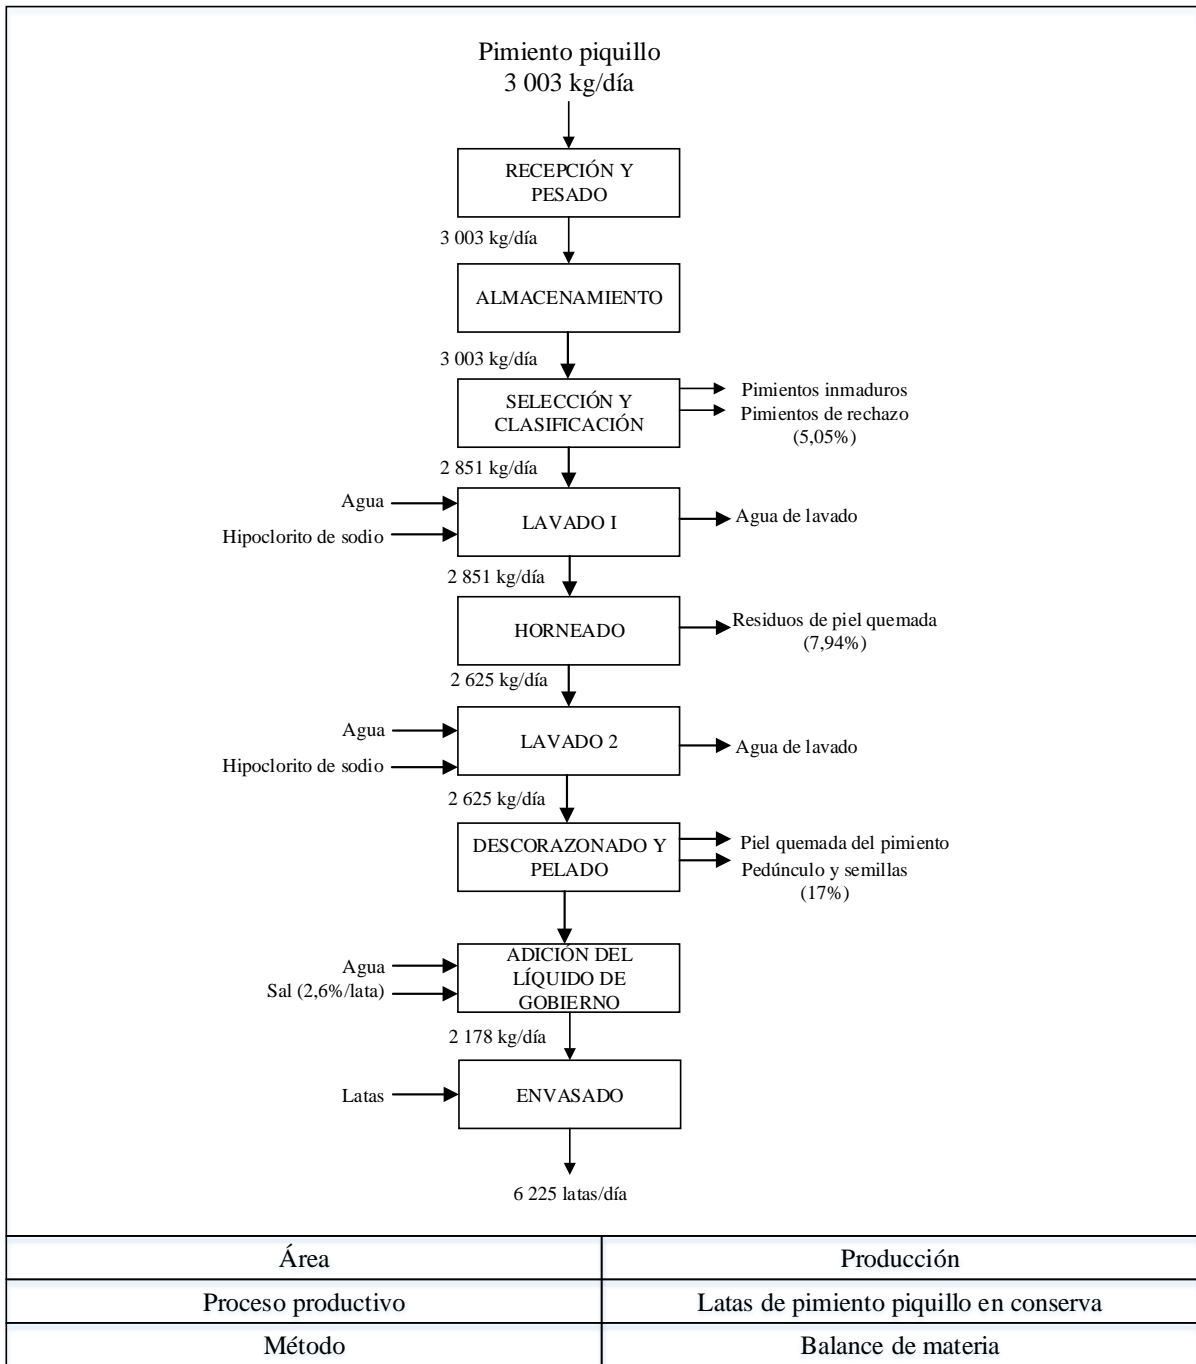 Pimiento piquillo
3 003 kg/día
RECEPCIÓN Y
PESADO
3 003 kg/día
ALMACENAMIENTO
3 003 kg/día
SELECCIÓN Y
CLASIFICACIÓN
Pimientos inmaduros
Pimientos de rechazo
(5,05%)
2 851 kg/día
Agua
Hipoclorito de sodio
LAVADO I
Agua de lavado
2 851 kg/día
HORNEADO
Residuos de piel quemada
(7,94%)
2 625 kg/día
Agua
Hipoclorito de sodio
LAVADO 2
Agua de lavado
2 625 kg/día
DESCORAZONADO Y
PELADO
Piel quemada del pimiento
Pedúnculo y semillas
(17%)
Agua
Sal (2,6%/lata)
ADICIÓN DEL
LÍQUIDO DE
GOBIERNO
2 178 kg/día
Latas
ENVASADO
6 225 latas/día
Área
Producción
Proceso productivo
Latas de pimiento piquillo en conserva
Método
Balance de materia